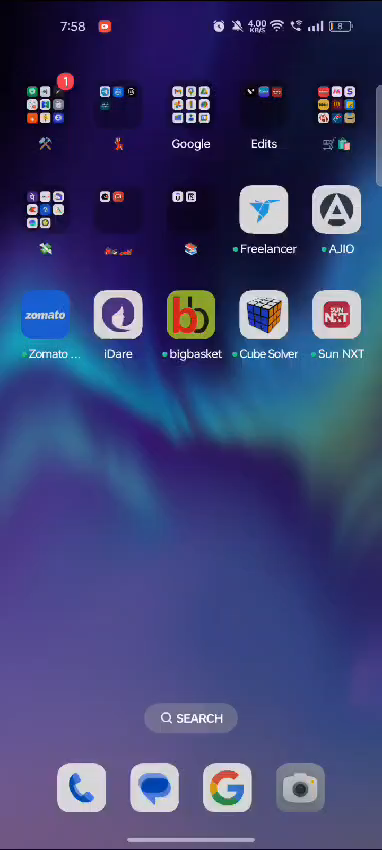 7:58
4.00
KB/S
8
1
Google
Edits
Freelancer
AJIO
zomato
b
SUN
NXT
Zomato ...
iDare
bigbasket
Cube Solver
Sun NXT
SEARCH
G